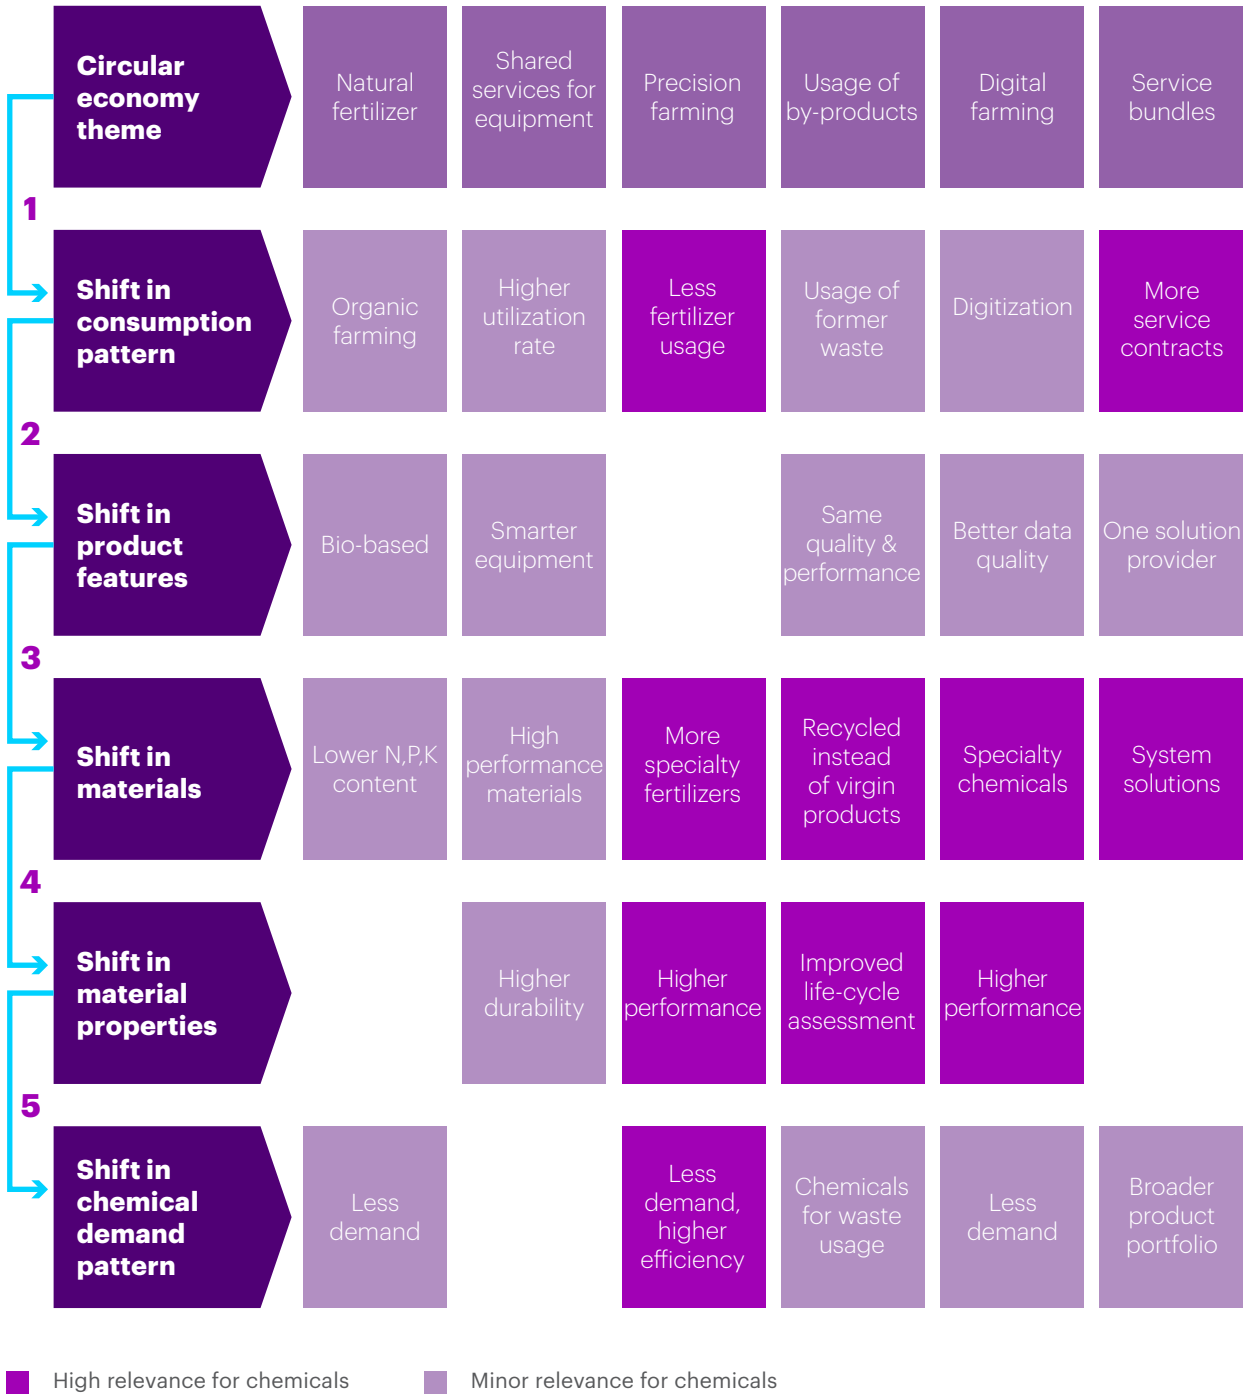 Circular
economy
theme
Natural
fertilizer
Shared
services for
equipment
Precision
farming
Usage of
by-products
Digital
farming
Service
bundles
1
Shift in
consumption
pattern
Organic
farming
Higher
utilization
rate
Less
fertilizer
usage
Usage of
former
waste
Digitization
More
service
contracts
2
Shift in
product
features
Bio-based
Smarter
equipment
Same
quality &
performance
Better data
quality
One solution
provider
3
Shift in
materials
Lower N,P,K
content
High
performance
materials
More
specialty
fertilizers
Recycled
instead
of virgin
products
Specialty
chemicals
System
solutions
4
Shift in
material
properties
Higher
durability
Higher
performance
Improved
life-cycle
assessment
Higher
performance
5
Shift in
chemical
demand
pattern
Less
demand
Less
demand,
higher
efficiency
Chemicals
for waste
usage
Less
demand
Broader
product
portfolio
High relevance for chemicals
Minor relevance for chemicals